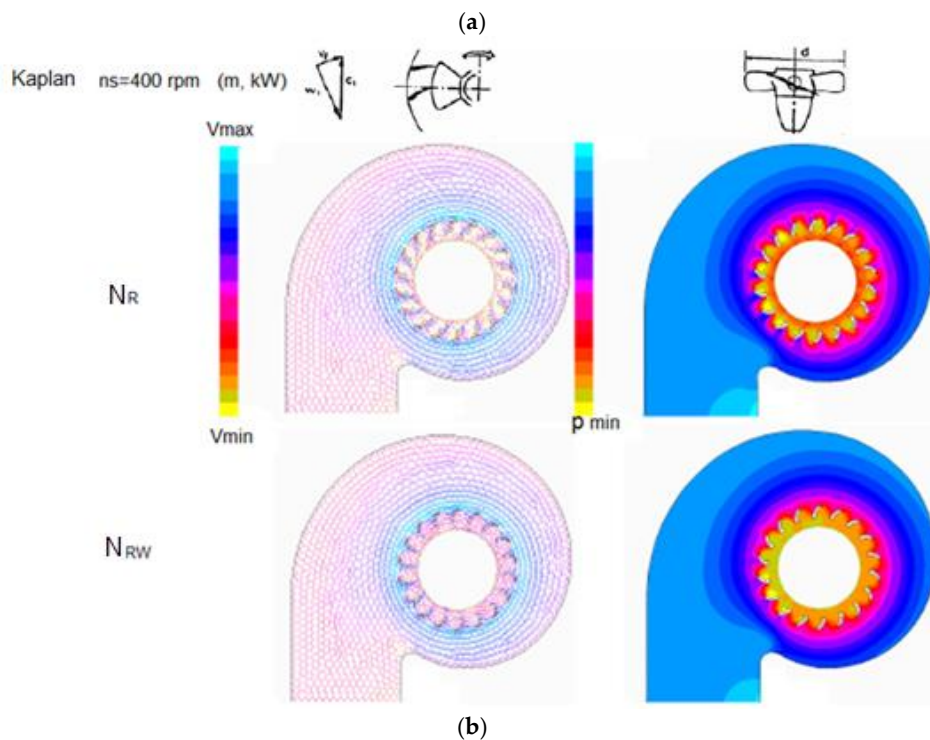 (a)
Kaplan ns=400 rpm (m, kW)
d
Vmax
NR
Vmin
p min
NRW
(b)